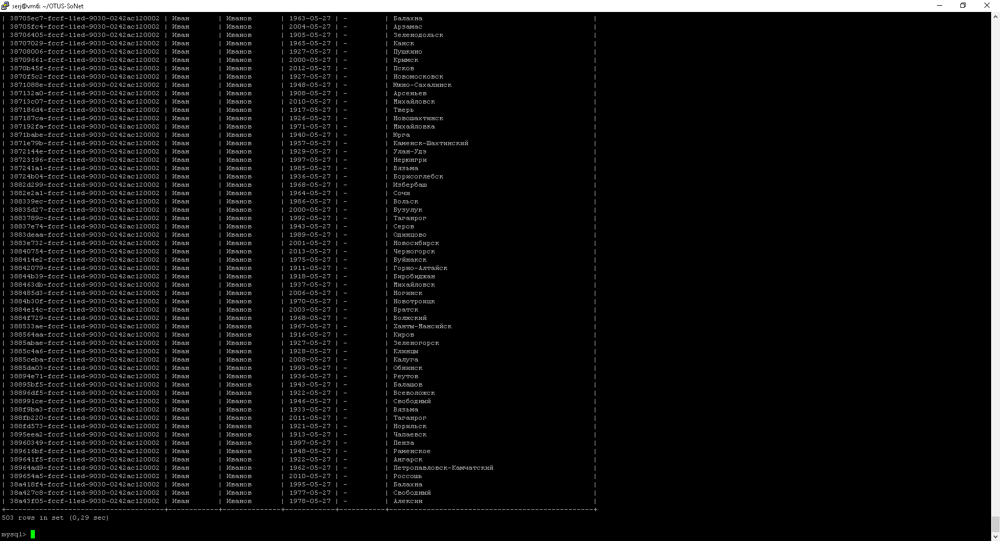 serj@vm6: ~/OTUS-SoNet
| 38705ec7-fccf-11ed-9030-0242ac120002 | Иван | Иванов | 1963-05-27 | - | Балахна |
| 38705fc4-fccf-11ed-9030-0242ac120002 | Иван | Иванов | 2004-05-27 | - | Арзамас |
| 38706405-fccf-11ed-9030-0242ac120002 | Иван | Иванов | 1905-05-27 | - | Зеленодольск |
| 38707029-fccf-11ed-9030-0242ac120002 | Иван | Иванов | 1965-05-27 | - | Канск |
| 38708006-fccf-11ed-9030-0242ac120002 | Иван | Иванов | 1927-05-27 | - | Пушкино |
| 38709661-fccf-11ed-9030-0242ac120002 | Иван | Иванов | 2000-05-27 | - | Крымск |
| 3870b45f-fccf-11ed-9030-0242ac120002 | Иван | Иванов | 2012-05-27 | - | Псков |
| 3870f5c2-fccf-11ed-9030-0242ac120002 | Иван | Иванов | 1927-05-27 | - | Новомосковск |
| 3871088e-fccf-11ed-9030-0242ac120002 | Иван | Иванов | 1948-05-27 | - | Южно-Сахалинск |
| 387132a0-fccf-11ed-9030-0242ac120002 | Иван | Иванов | 1908-05-27 | - | Арсеньев |
| 38713c07-fccf-11ed-9030-0242ac120002 | Иван | Иванов | 2010-05-27 | - | Михайловск |
| 387186d4-fccf-11ed-9030-0242ac120002 | Иван | Иванов | 1917-05-27 | - | Тверь |
| 387187ca-fccf-11ed-9030-0242ac120002 | Иван | Иванов | 1926-05-27 | - | Новошахтинск |
| 387192fa-fccf-11ed-9030-0242ac120002 | Иван | Иванов | 1971-05-27 | - | Михайловка |
| 3871babe-fccf-11ed-9030-0242ac120002 | Иван | Иванов | 1940-05-27 | - | Юрга |
| 3871e79b-fccf-11ed-9030-0242ac120002 | Иван | Иванов | 1957-05-27 | - | Каменск-Шахтинский |
| 3872144e-fccf-11ed-9030-0242ac120002 | Иван | Иванов | 1929-05-27 | - | Улан-Удэ |
| 38723196-fccf-11ed-9030-0242ac120002 | Иван | Иванов | 1997-05-27 | - | Нерюнгри |
| 387241a1-fccf-11ed-9030-0242ac120002 | Иван | Иванов | 1985-05-27 | - | Вязьма |
| 38724b04-fccf-11ed-9030-0242ac120002 | Иван | Иванов | 1936-05-27 | - | Борисоглебск |
| 3882d299-fccf-11ed-9030-0242ac120002 | Иван | Иванов | 1968-05-27 | - | Избербаш |
| 3882e2a1-fccf-11ed-9030-0242ac120002 | Иван | Иванов | 1964-05-27 | - | Сочи |
| 388339ec-fccf-11ed-9030-0242ac120002 | Иван | Иванов | 1986-05-27 | - | Вольск |
| 38835d27-fccf-11ed-9030-0242ac120002 | Иван | Иванов | 2000-05-27 | - | Бузулук |
| 3883789c-fccf-11ed-9030-0242ac120002 | Иван | Иванов | 1992-05-27 | - | Таганрог |
| 38837e74-fccf-11ed-9030-0242ac120002 | Иван | Иванов | 1943-05-27 | - | Серов |
| 3883deaa-fccf-11ed-9030-0242ac120002 | Иван | Иванов | 1989-05-27 | - | Одинцово |
| 3883e732-fccf-11ed-9030-0242ac120002 | Иван | Иванов | 2001-05-27 | - | Новосибирск |
| 38840754-fccf-11ed-9030-0242ac120002 | Иван | Иванов | 2013-05-27 | - | Черногорск |
| 388414e2-fccf-11ed-9030-0242ac120002 | Иван | Иванов | 1975-05-27 | - | Буйнакск |
| 38842079-fccf-11ed-9030-0242ac120002 | Иван | Иванов | 1911-05-27 | - | Горно-Алтайск |
| 38844b39-fccf-11ed-9030-0242ac120002 | Иван | Иванов | 1918-05-27 | - | Биробиджан |
| 388463db-fccf-11ed-9030-0242ac120002 | Иван | Иванов | 1937-05-27 | - | Михайловск |
| 388485d3-fccf-11ed-9030-0242ac120002 | Иван | Иванов | 2006-05-27 | - | Ногинск |
| 3884b30f-fccf-11ed-9030-0242ac120002 | Иван | Иванов | 1970-05-27 | - | Новотроицк |
| 3884e14c-fccf-11ed-9030-0242ac120002 | Иван | Иванов | 2003-05-27 | - | Братск |
| 3884f729-fccf-11ed-9030-0242ac120002 | Иван | Иванов | 1968-05-27 | - | Волжский |
| 388533ae-fccf-11ed-9030-0242ac120002 | Иван | Иванов | 1967-05-27 | - | Ханты-Мансийск |
| 388564aa-fccf-11ed-9030-0242ac120002 | Иван | Иванов | 1916-05-27 | - | Киров |
| 3885abae-fccf-11ed-9030-0242ac120002 | Иван | Иванов | 1927-05-27 | - | Зеленогорск |
| 3885c4a6-fccf-11ed-9030-0242ac120002 | Иван | Иванов | 1928-05-27 | - | Клинцы |
| 3885ceba-fccf-11ed-9030-0242ac120002 | Иван | Иванов | 2008-05-27 | - | Калуга |
| 3885da03-fccf-11ed-9030-0242ac120002 | Иван | Иванов | 1993-05-27 | - | Обнинск |
| 38894e71-fccf-11ed-9030-0242ac120002 | Иван | Иванов | 1936-05-27 | - | Реутов |
| 38895bf5-fccf-11ed-9030-0242ac120002 | Иван | Иванов | 1943-05-27 | - | Балашов |
| 38896df5-fccf-11ed-9030-0242ac120002 | Иван | Иванов | 1922-05-27 | - | Всеволожск |
| 388991ce-fccf-11ed-9030-0242ac120002 | Иван | Иванов | 1946-05-27 | - | Свободный |
| 388f9ba3-fccf-11ed-9030-0242ac120002 | Иван | Иванов | 1933-05-27 | - | Вязьма |
| 388fb220-fccf-11ed-9030-0242ac120002 | Иван | Иванов | 2011-05-27 | - | Таганрог |
| 388fd573-fccf-11ed-9030-0242ac120002 | Иван | Иванов | 1921-05-27 | - | Норильск |
| 3895eea2-fccf-11ed-9030-0242ac120002 | Иван | Иванов | 1913-05-27 | - | Чапаевск |
| 38960349-fccf-11ed-9030-0242ac120002 | Иван | Иванов | 1997-05-27 | - | Пенза |
| 389616bf-fccf-11ed-9030-0242ac120002 | Иван | Иванов | 1948-05-27 | - | Раменское |
| 389641f5-fccf-11ed-9030-0242ac120002 | Иван | Иванов | 1922-05-27 | - | Ангарск |
| 38964ad9-fccf-11ed-9030-0242ac120002 | Иван | Иванов | 1962-05-27 | - | Петропавловск-Камчатский |
| 389654a5-fccf-11ed-9030-0242ac120002 | Иван | Иванов | 2010-05-27 | - | Россошь |
| 38a418f4-fccf-11ed-9030-0242ac120002 | Иван | Иванов | 1995-05-27 | - | Балахна |
| 38a427c8-fccf-11ed-9030-0242ac120002 | Иван | Иванов | 1977-05-27 | - | Свободный |
| 38a43f05-fccf-11ed-9030-0242ac120002 | Иван | Иванов | 1978-05-27 | - | Алексин |
503 rows in set (0,29 sec)
mysql>